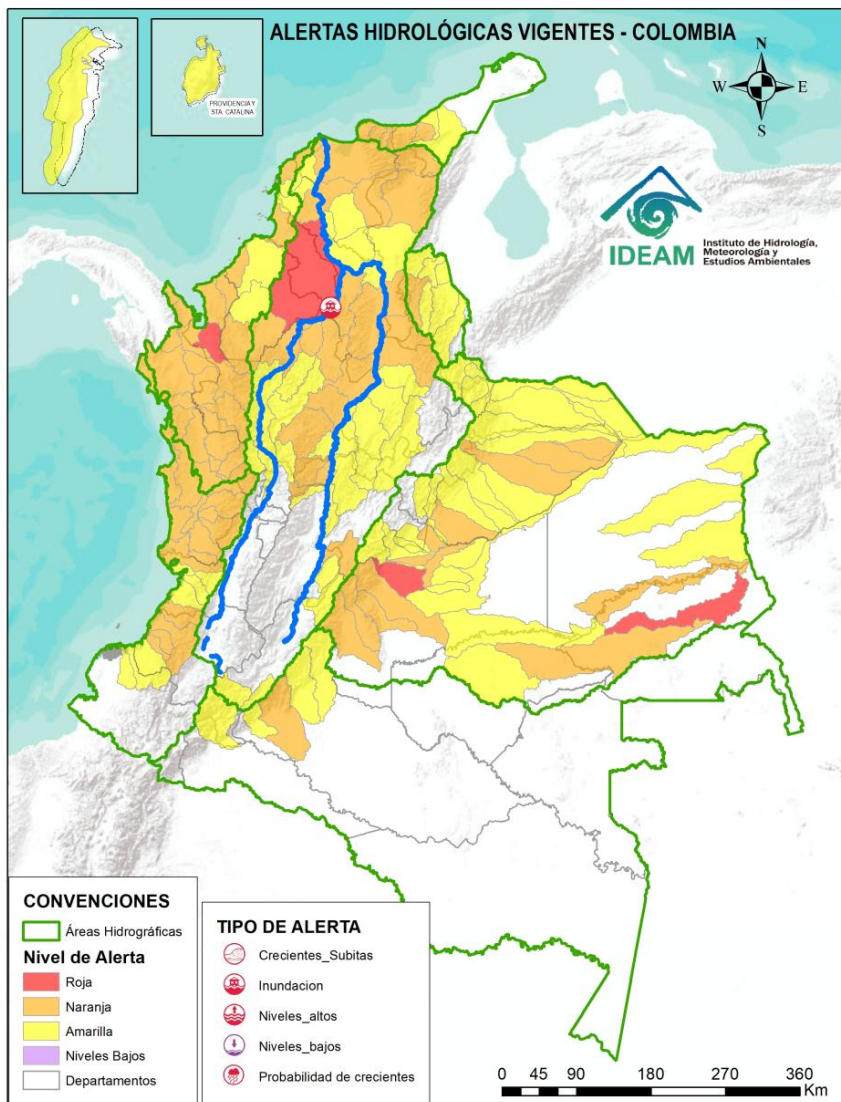 ALERTAS HIDROLÓGICAS VIGENTES - COLOMBIA
PROVIDENCIA Y
STA. CATALINA
N
W
E
S
IDEAM
Instituto de Hidrología,
Meteorología y
Estudios Ambientales
CONVENCIONES
Áreas Hidrográficas
Nivel de Alerta
Roja
Naranja
Amarilla
Niveles Bajos
Departamentos
TIPO DE ALERTA
Crecientes_Subitas
Inundacion
Niveles_altos
Niveles_bajos
Probabilidad de crecientes
0 45 90 180 270 360
Km